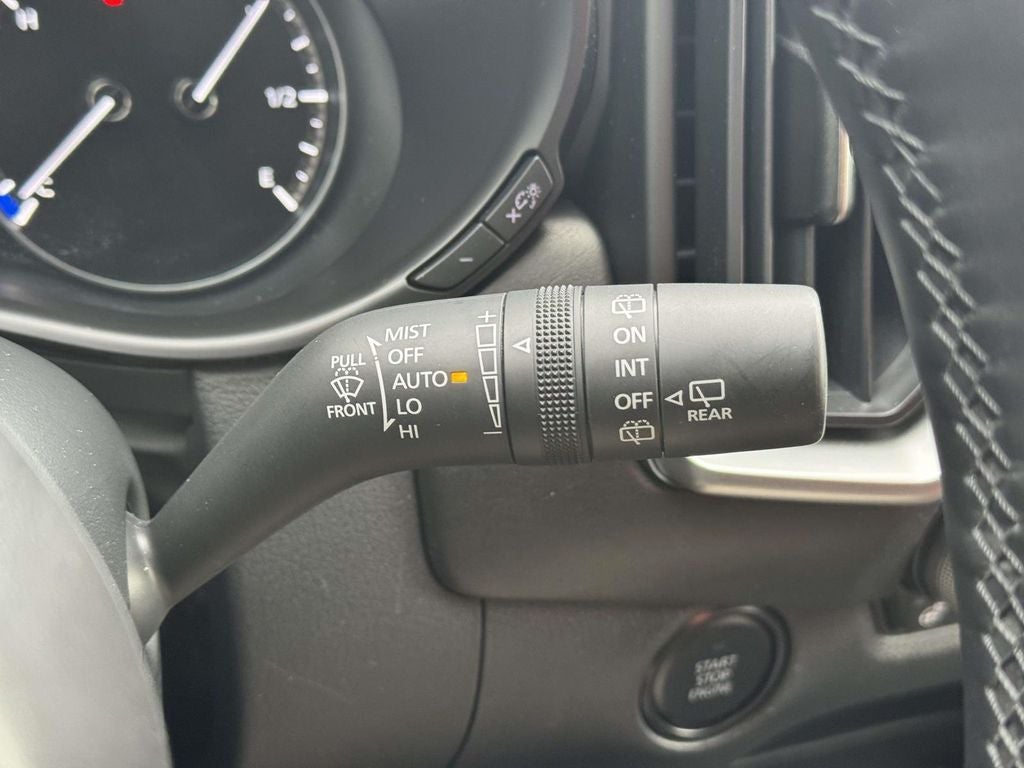 H
1/2
E
C
+
-
MIST
OFF
AUTO
LO
HI
PULL
FRONT
+
−
ON
INT
OFF
REAR
START
STOP
ENGINE